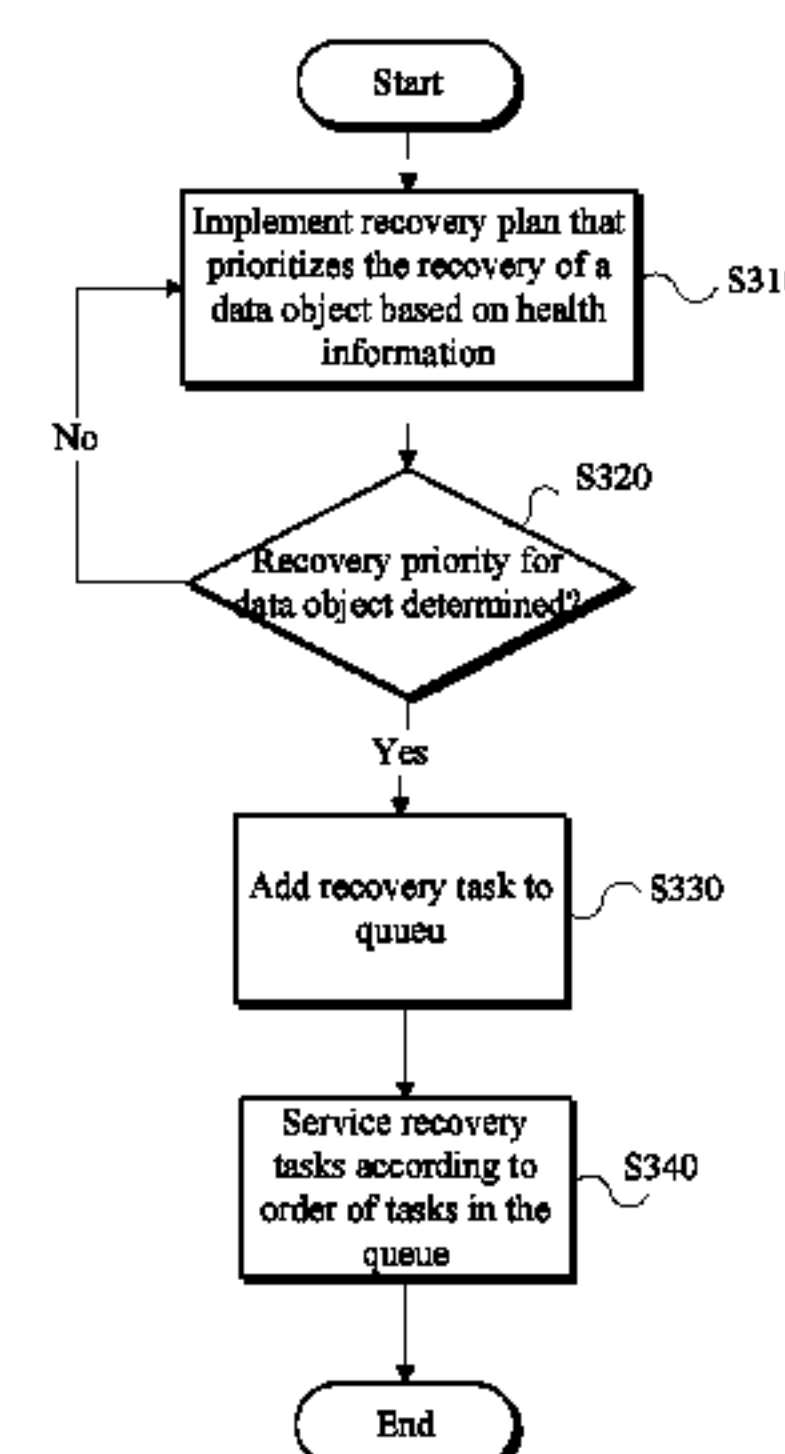 Start
Implement recovery plan that
prioritizes the recovery of a
data object based on health
information
S31
No
S320
Recovery priority for
data object determined?
Yes
Add recovery task to
quueu
S330
Service recovery
tasks according to
order of tasks in the
queue
S340
End